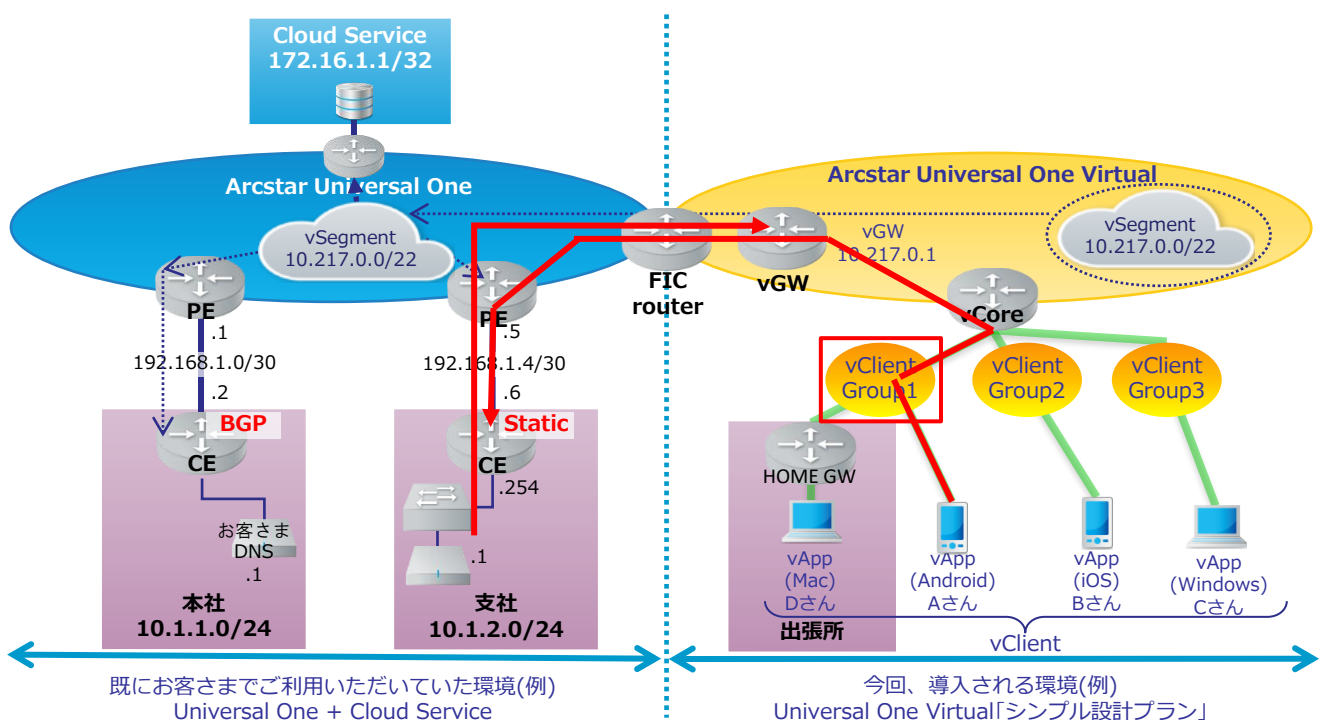 Cloud Service
172.16.1.1/32
Arcstar Universal One
Arcstar Universal One Virtual
vSegment
10.217.0.0/22
vSegment
10.217.0.0/22
vGW
10.217.0.1
FIC
router
vGW
vCore
PE
PE
.1
192.168.1.0/30
.2
.5
192.168.1.4/30
.6
BGP
CE
Static
CE
.254
お客さま
DNS
.1
.1
本社
10.1.1.0/24
支社
10.1.2.0/24
vClient
Group1
vClient
Group2
vClient
Group3
HOME GW
vApp
(Mac)
Dさん
vApp
(Android)
Aさん
vApp
(iOS)
Bさん
vApp
(Windows)
Cさん
出張所
vClient
既にお客さまでご利用いただいていた環境(例)
Universal One + Cloud Service
今回、導入される環境(例)
Universal One Virtual「シンプル設計プラン」